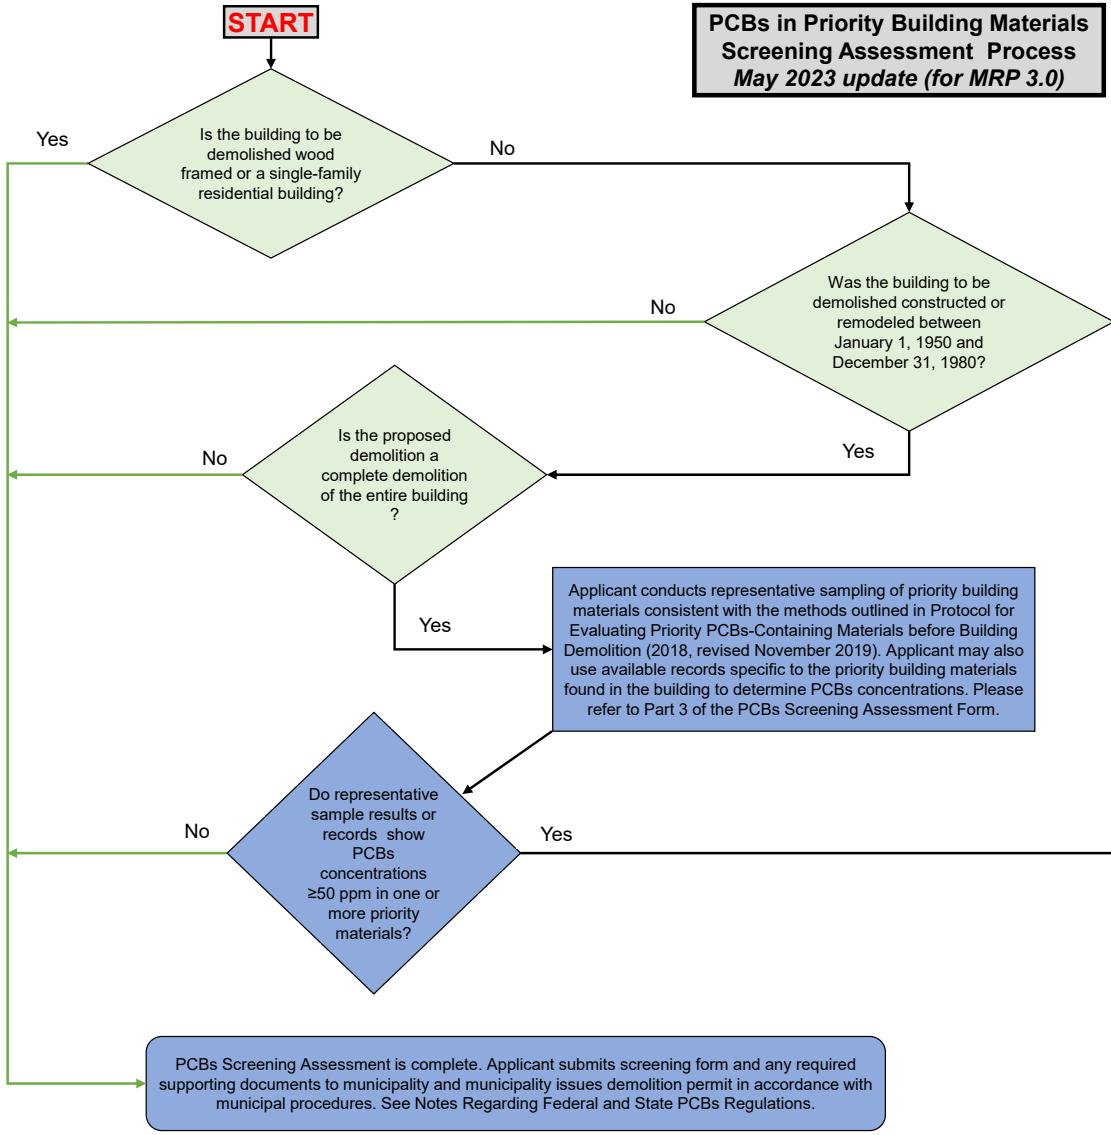 START
PCBs in Priority Building Materials
Screening Assessment  Process
May 2023 update (for MRP 3.0)
Yes
Is the building to be
demolished wood
framed or a single-family
residential building?
No
Was the building to be
demolished constructed or
remodeled between
January 1, 1950 and
December 31, 1980?
No
Yes
Is the proposed
demolition a
complete demolition
of the entire building
?
No
Yes
Applicant conducts representative sampling of priority building
materials consistent with the methods outlined in Protocol for
Evaluating Priority PCBs-Containing Materials before Building
Demolition (2018, revised November 2019). Applicant may also
use available records specific to the priority building materials
found in the building to determine PCBs concentrations. Please
refer to Part 3 of the PCBs Screening Assessment Form.
Do representative
sample results or
records  show
PCBs
concentrations
≥50 ppm in one or
more priority
materials?
No
Yes
PCBs Screening Assessment is complete. Applicant submits screening form and any required
supporting documents to municipality and municipality issues demolition permit in accordance with
municipal procedures. See Notes Regarding Federal and State PCBs Regulations.